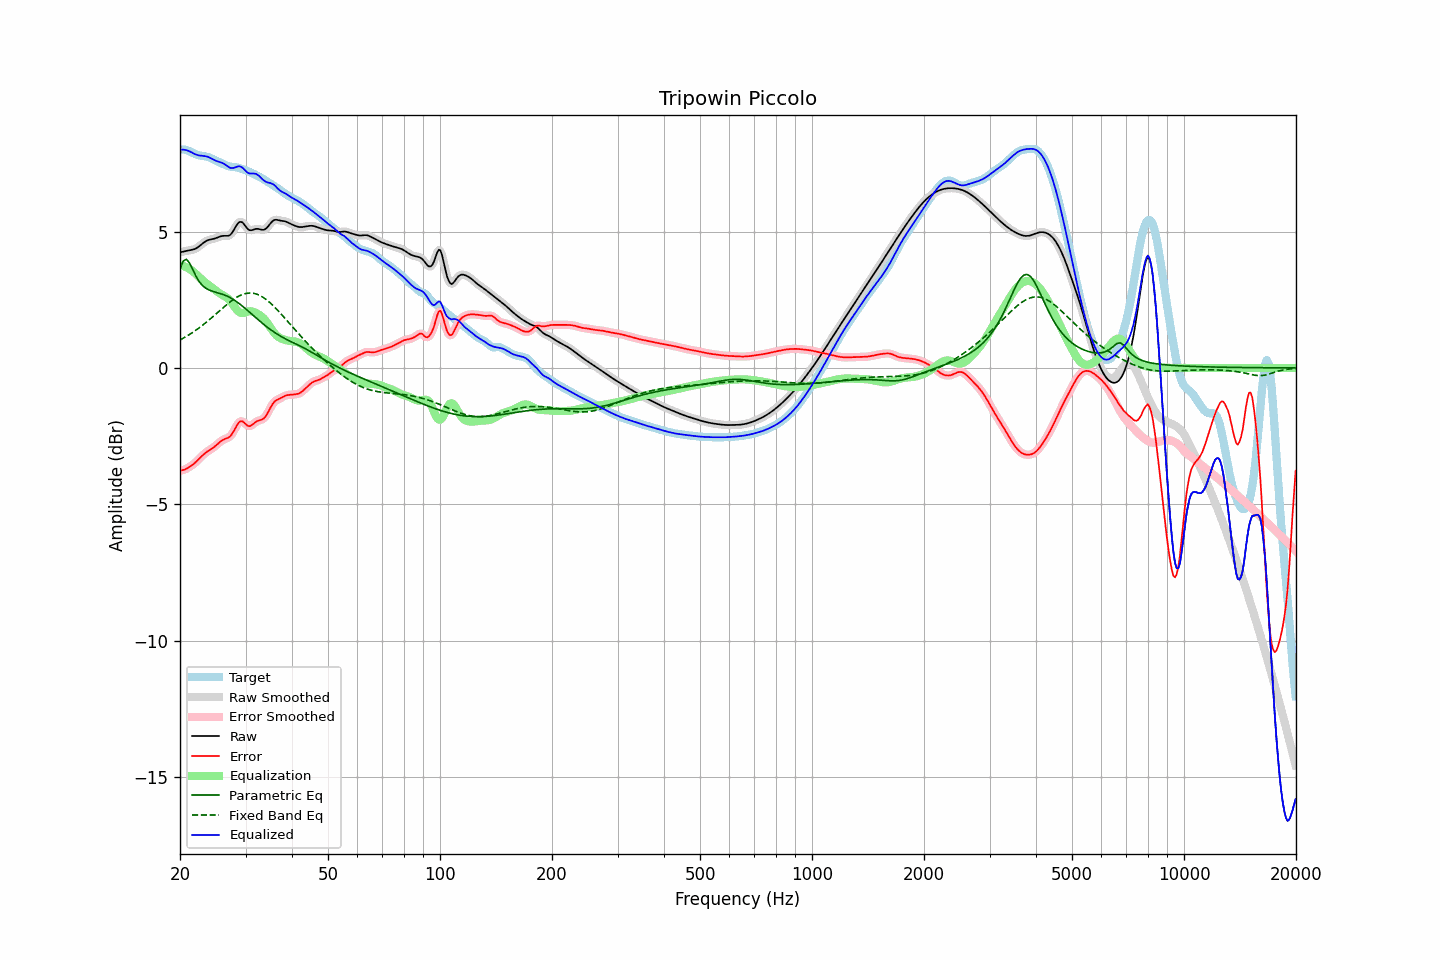 Tripowin Piccolo
Amplitude (dBr)
5
0
−5
−10
−15
Target
Raw Smoothed
Error Smoothed
Raw
Error
Equalization
Parametric Eq
Fixed Band Eq
Equalized
20 50 100 200 500 1000 2000 5000 10000 20000
Frequency (Hz)